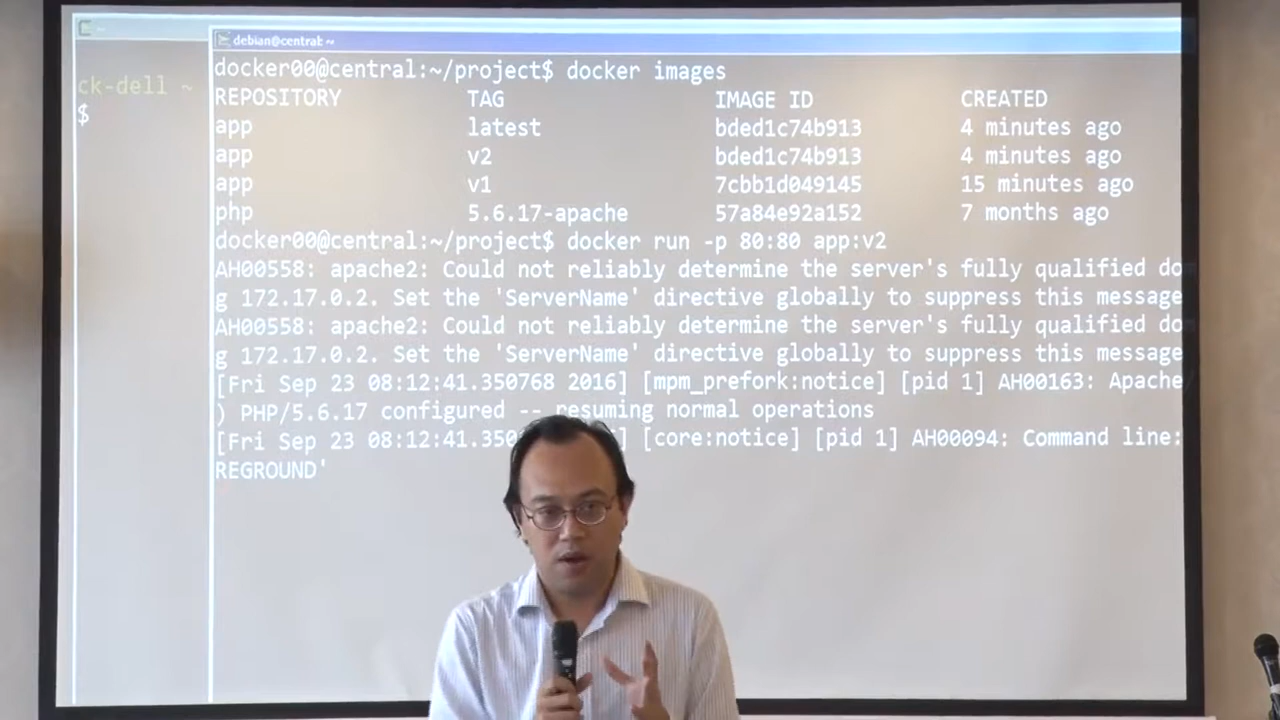 debian@central: ~
ck-dell ~
$
docker00@central:~/project$ docker images
REPOSITORY TAG IMAGE ID CREATED
app latest bded1c74b913 4 minutes ago
app v2 bded1c74b913 4 minutes ago
app v1 7cbb1d049145 15 minutes ago
php 5.6.17-apache 57a84e92a152 7 months ago
docker00@central:~/project$ docker run -p 80:80 app:v2
AH00558: apache2: Could not reliably determine the server's fully qualified do
g 172.17.0.2. Set the 'ServerName' directive globally to suppress this message
AH00558: apache2: Could not reliably determine the server's fully qualified do
g 172.17.0.2. Set the 'ServerName' directive globally to suppress this message
[Fri Sep 23 08:12:41.350768 2016] [mpm_prefork:notice] [pid 1] AH00163: Apache/
) PHP/5.6.17 configured -- resuming normal operations
[Fri Sep 23 08:12:41.350 ] [core:notice] [pid 1] AH00094: Command line:
REGROUND'